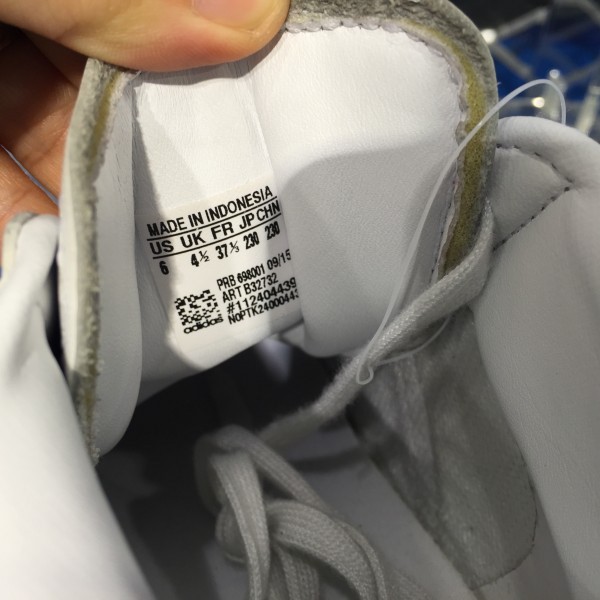 MADE IN INDONESIA
US UK FR JP CHN
6 4½ 37⅓ 230 230
PRB 698001 09/15
ART B32732
#112404439
adidas N0PTK24000443